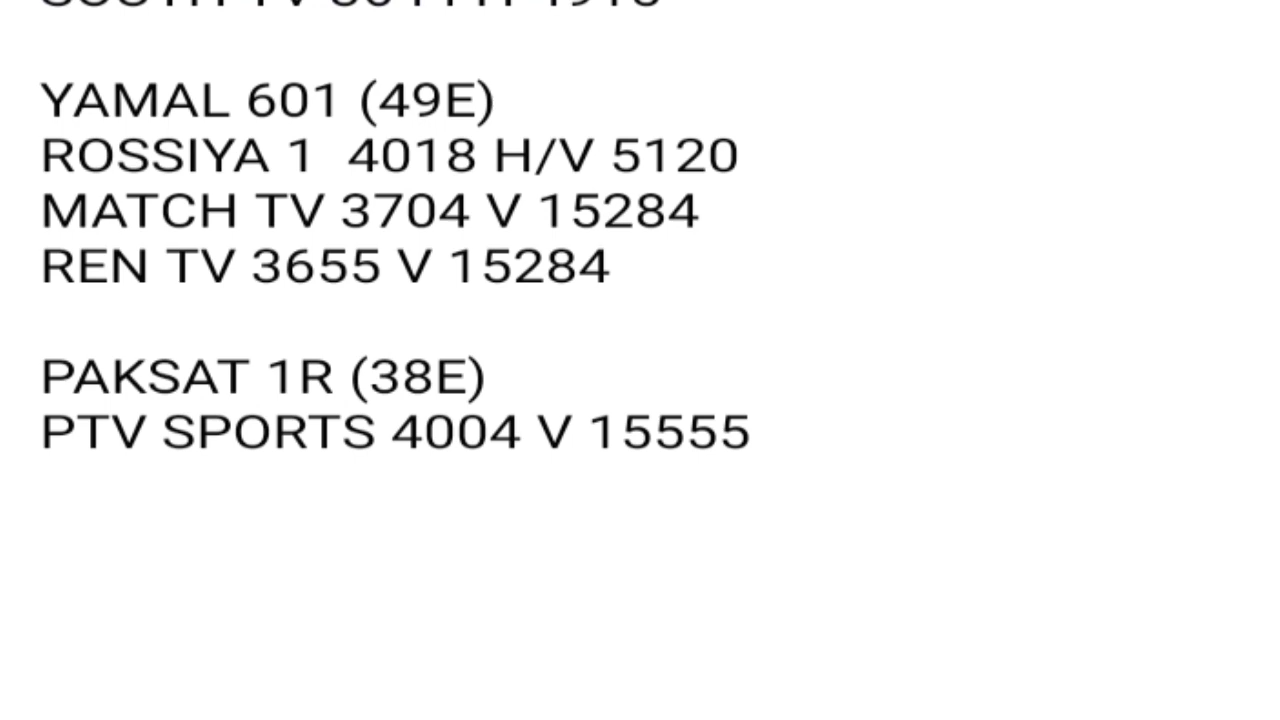 YAMAL 601 (49E)
ROSSIYA 1  4018 H/V 5120
MATCH TV 3704 V 15284
REN TV 3655 V 15284
PAKSAT 1R (38E)
PTV SPORTS 4004 V 15555